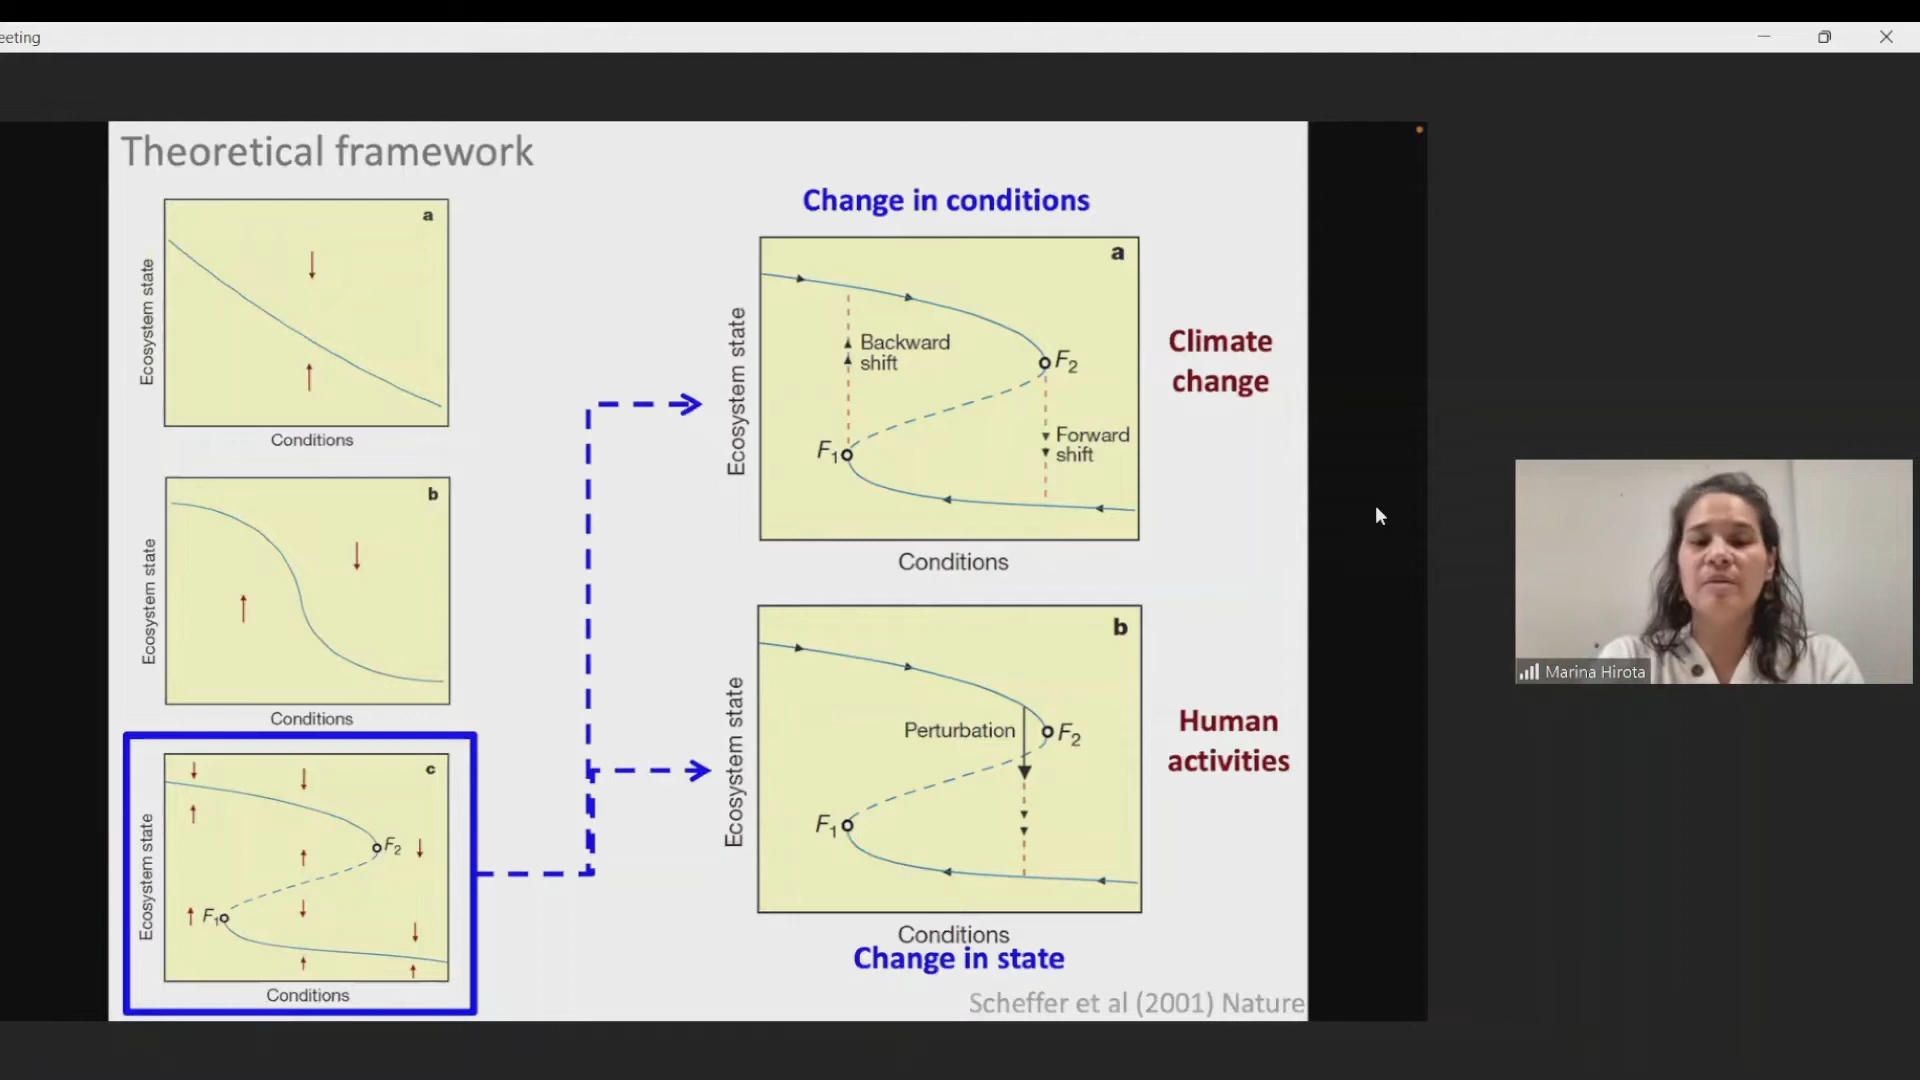 eeting
Theoretical framework
a
Ecosystem state
Conditions
b
Ecosystem state
Conditions
c
F2
F1
Ecosystem state
Conditions
Change in conditions
a
Backward
shift
F2
F1
Forward
shift
Ecosystem state
Conditions
Climate
change
b
Perturbation
F2
F1
Ecosystem state
Conditions
Change in state
Human
activities
Scheffer et al (2001) Nature
Marina Hirota